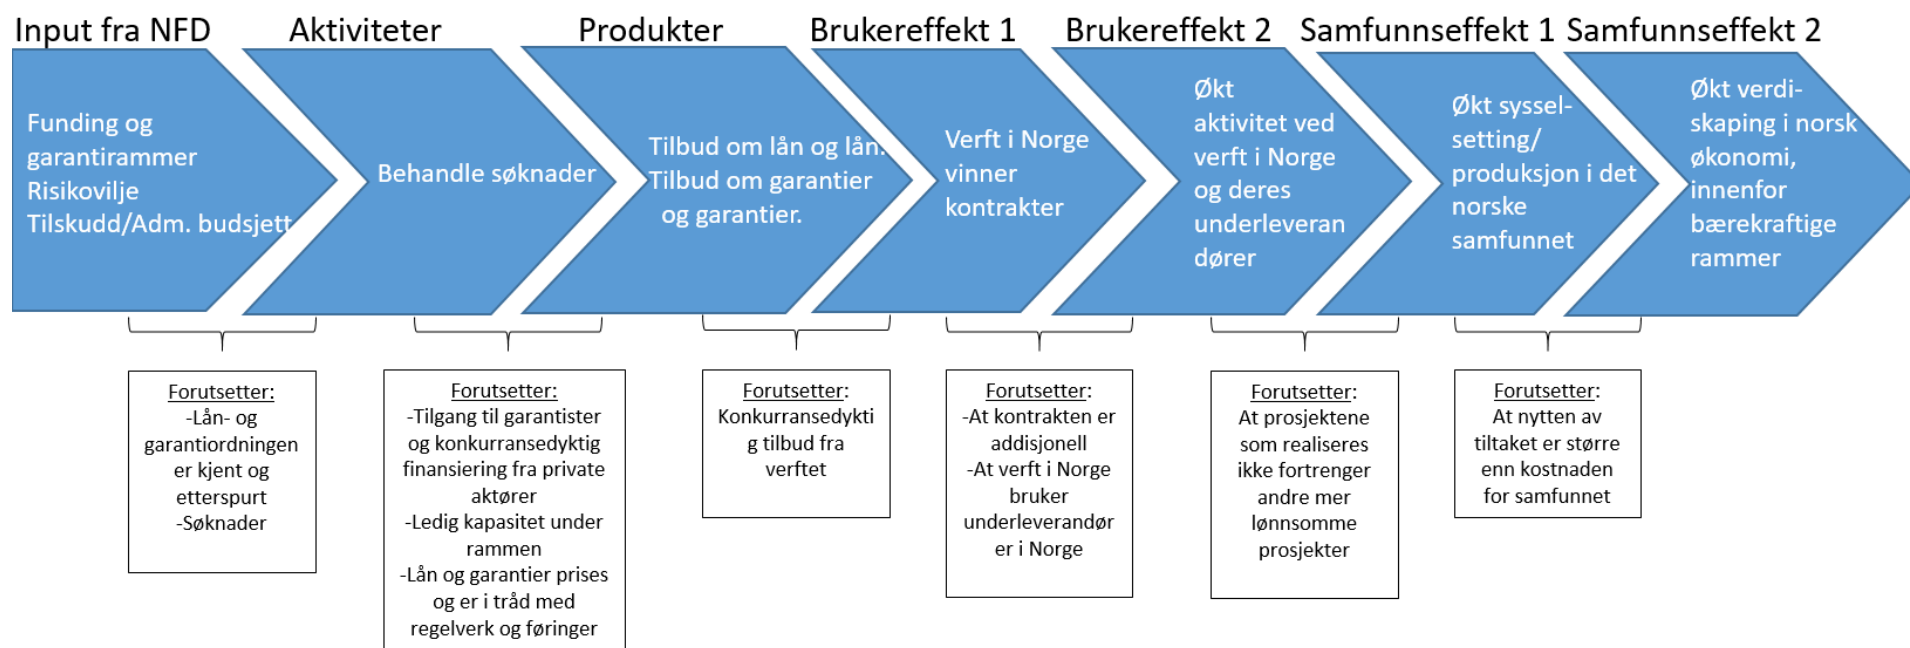 Input fra NFD
Aktiviteter
Produkter
Brukereffekt 1
Brukereffekt 2
Samfunnseffekt 1
Samfunnseffekt 2
Funding og
garantirammer
Risikovilje
Tilskudd/Adm. budsjett
Behandle søknader
Tilbud om lån og lån.
Tilbud om garantier
og garantier.
Verft i Norge
vinner
kontrakter
Økt
aktivitet ved
verft i Norge
og deres
underleveran
dører
Økt syssel-
setting/
produksjon i det
norske
samfunnet
Økt verdi-
skaping i norsk
økonomi,
innenfor
bærekraftige
rammer
Forutsetter:
-Lån- og
garantiordningen
er kjent og
etterspurt
-Søknader
Forutsetter:
-Tilgang til garantister
og konkurransedyktig
finansiering fra private
aktører
-Ledig kapasitet under
rammen
-Lån og garantier prises
og er i tråd med
regelverk og føringer
Forutsetter:
Konkurransedykti
g tilbud fra
verftet
Forutsetter:
-At kontrakten er
addisjonell
-At verft i Norge
bruker
underleverandør
er i Norge
Forutsetter:
At prosjektene
som realiseres
ikke fortrenger
andre mer
lønnsomme
prosjekter
Forutsetter:
At nytten av
tiltaket er større
enn kostnaden
for samfunnet